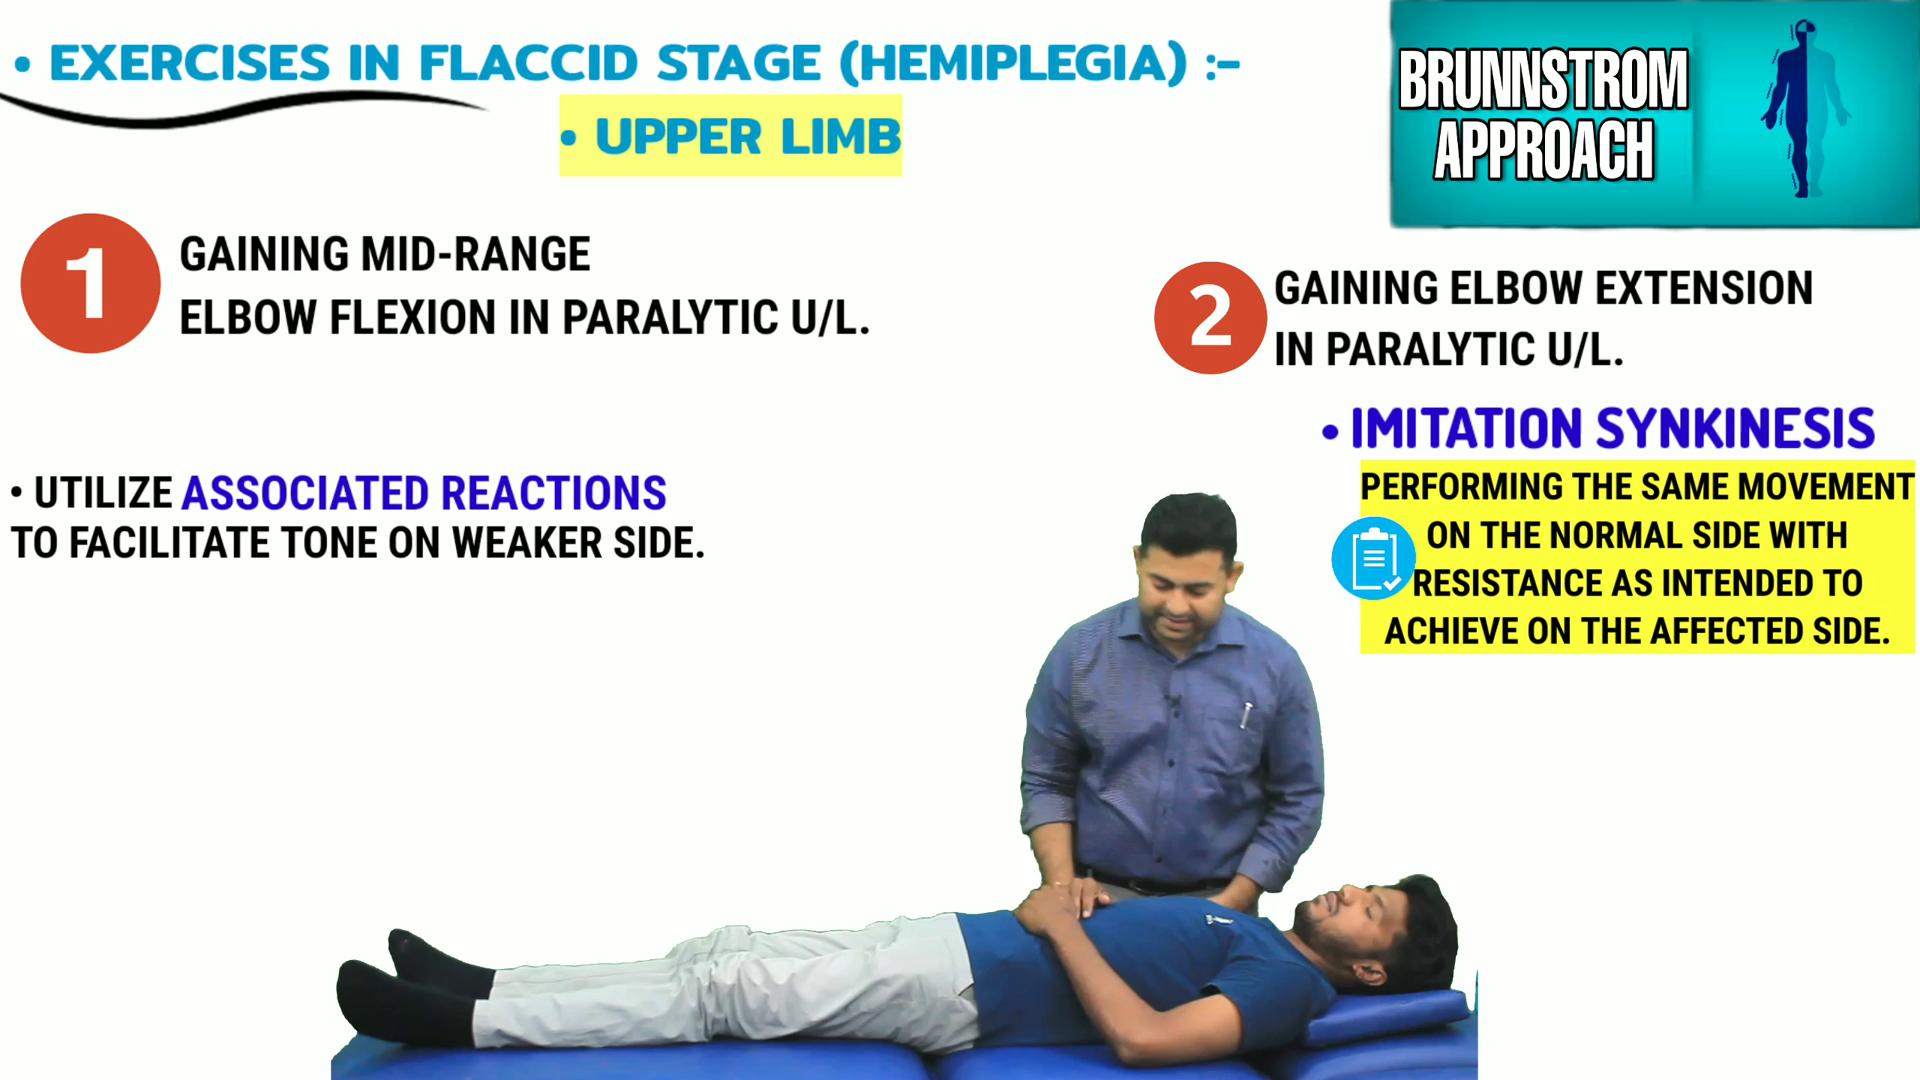 • EXERCISES IN FLACCID STAGE (HEMIPLEGIA) :-
• UPPER LIMB
BRUNNSTROM
APPROACH
1
GAINING MID-RANGE
ELBOW FLEXION IN PARALYTIC U/L.
• UTILIZE ASSOCIATED REACTIONS
TO FACILITATE TONE ON WEAKER SIDE.
2
GAINING ELBOW EXTENSION
IN PARALYTIC U/L.
• IMITATION SYNKINESIS
PERFORMING THE SAME MOVEMENT
ON THE NORMAL SIDE WITH
RESISTANCE AS INTENDED TO
ACHIEVE ON THE AFFECTED SIDE.